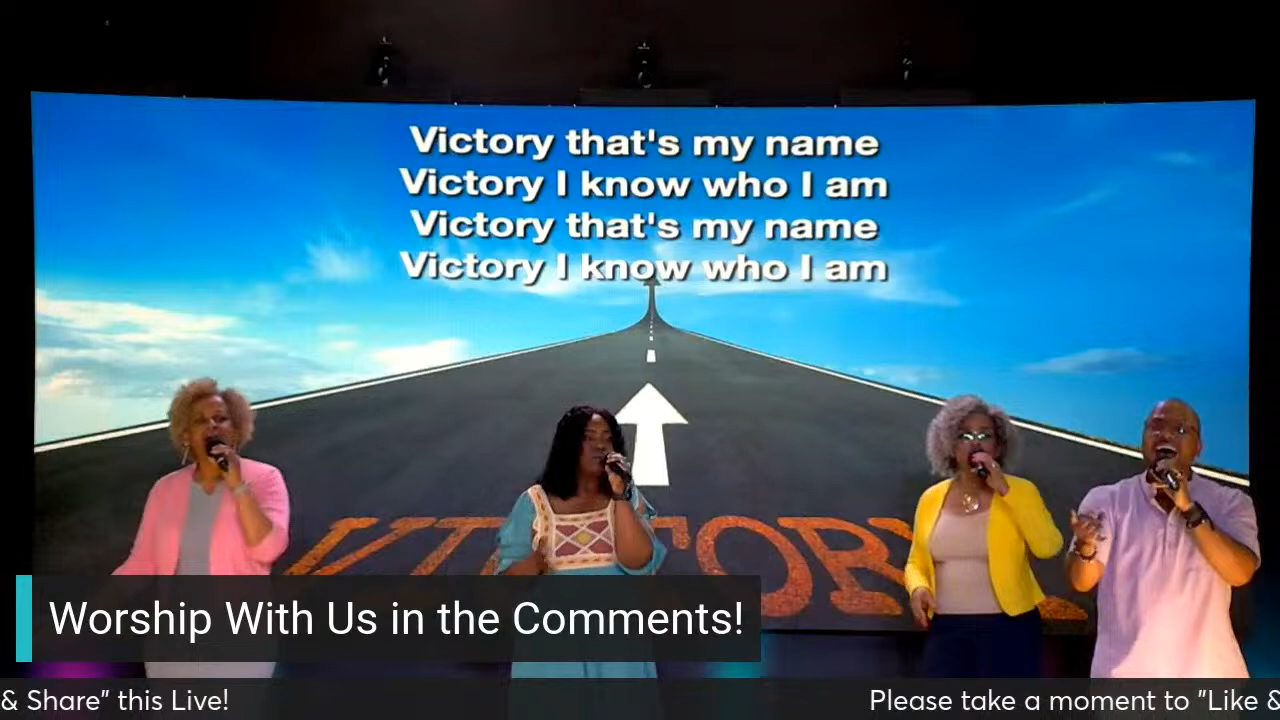 Victory that's my name
Victory I know who I am
Victory that's my name
Victory I know who I am
VICTORY
Worship With Us in the Comments!
& Share" this Live!
Please take a moment to "Like &